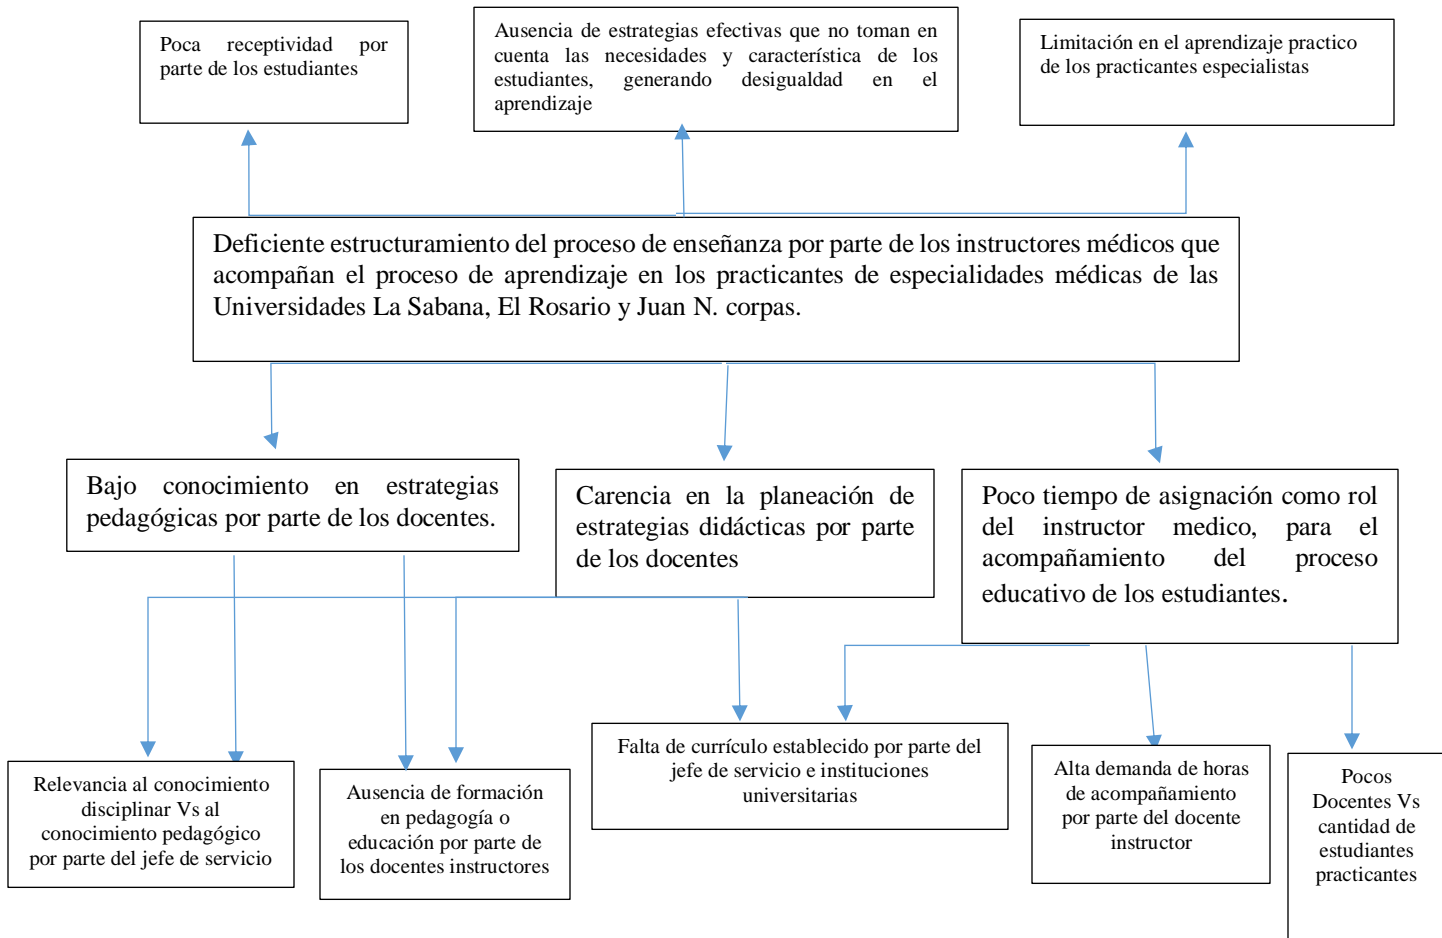 Poca receptividad por
parte de los estudiantes
Ausencia de estrategias efectivas que no toman en
cuenta las necesidades y característica de los
estudiantes, generando desigualdad en el
aprendizaje
Limitación en el aprendizaje practico
de los practicantes especialistas
Deficiente estructuramiento del proceso de enseñanza por parte de los instructores médicos que
acompañan el proceso de aprendizaje en los practicantes de especialidades médicas de las
Universidades La Sabana, El Rosario y Juan N. corpas.
Bajo conocimiento en estrategias
pedagógicas por parte de los docentes.
Carencia en la planeación de
estrategias didácticas por parte
de los docentes
Poco tiempo de asignación como rol
del instructor medico, para el
acompañamiento del proceso
educativo de los estudiantes.
Relevancia al conocimiento
disciplinar Vs al
conocimiento pedagógico
por parte del jefe de servicio
Ausencia de formación
en pedagogía o
educación por parte de
los docentes instructores
Falta de currículo establecido por parte del
jefe de servicio e instituciones
universitarias
Alta demanda de horas
de acompañamiento
por parte del docente
instructor
Pocos
Docentes Vs
cantidad de
estudiantes
practicantes